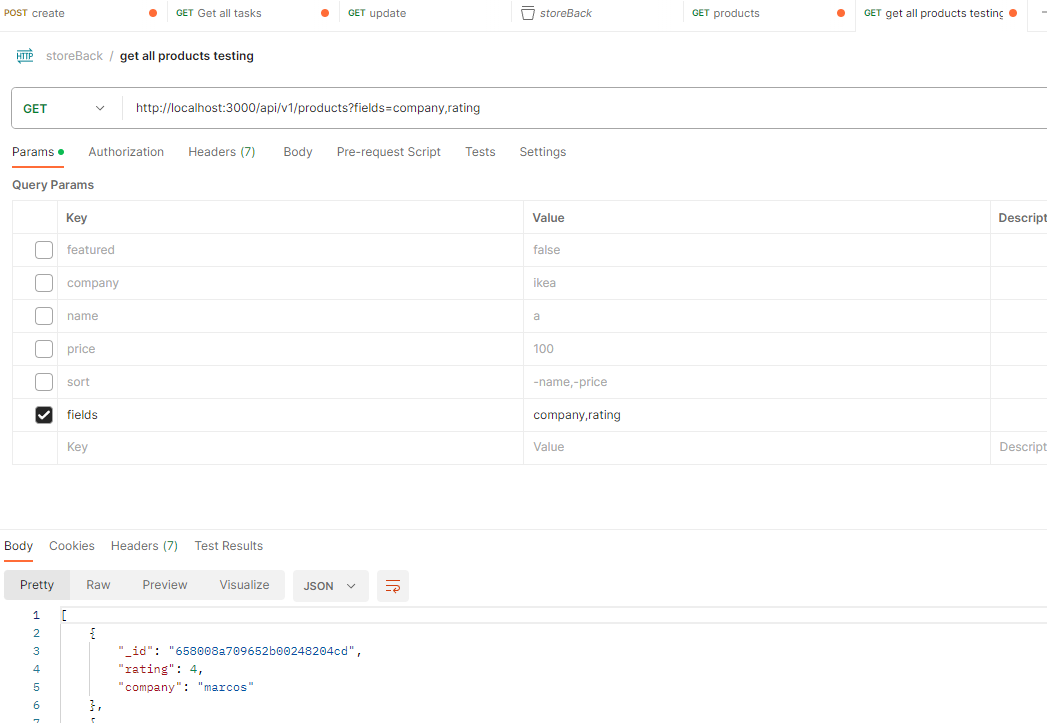 POST create GET Get all tasks GET update storeBack GET products GET get all products testing
HTTP storeBack / get all products testing
GET http://localhost:3000/api/v1/products?fields=company,rating
Params Authorization Headers (7) Body Pre-request Script Tests Settings
Query Params
Key Value Descript
featured false
company ikea
name a
price 100
sort -name,-price
fields company,rating
Key Value Descript
Body Cookies Headers (7) Test Results
Pretty Raw Preview Visualize JSON
1 [
2 {
3 "_id": "658008a709652b00248204cd",
4 "rating": 4,
5 "company": "marcos"
6 },
7 {